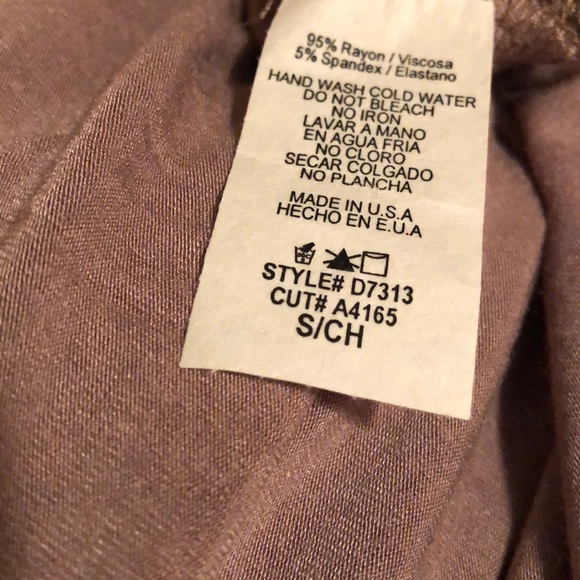 95% Rayon / Viscosa
5% Spandex / Elastano
HAND WASH COLD WATER
DO NOT BLEACH
NO IRON
LAVAR A MANO
EN AGUA FRIA
NO CLORO
SECAR COLGADO
NO PLANCHA
MADE IN U.S.A
HECHO EN E.U.A
STYLE# D7313
CUT# A4165
S/CH